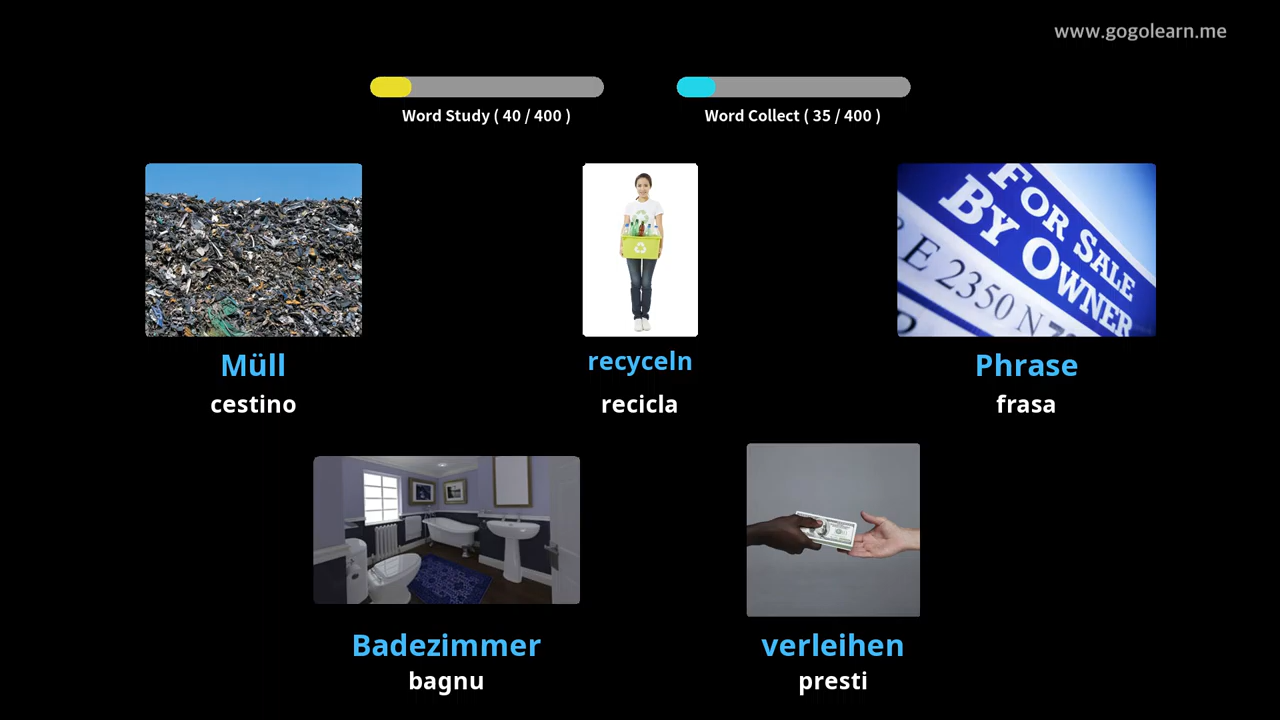 www.gogolearn.me
Word Study ( 40 / 400 )
Word Collect ( 35 / 400 )
FOR SALE
BY OWNER
E 2350 N
Müll
cestino
recyceln
recicla
Phrase
frasa
Badezimmer
bagnu
verleihen
presti